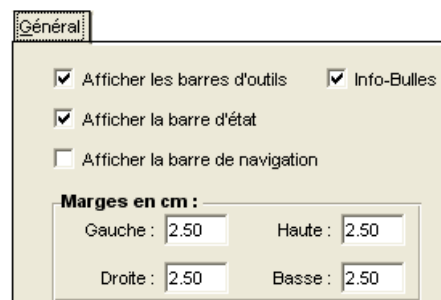 Général
Afficher les barres d'outils Info-Bulles
Afficher la barre d'état
Afficher la barre de navigation
Marges en cm :
Gauche : 2.50 Haute : 2.50
Droite : 2.50 Basse : 2.50